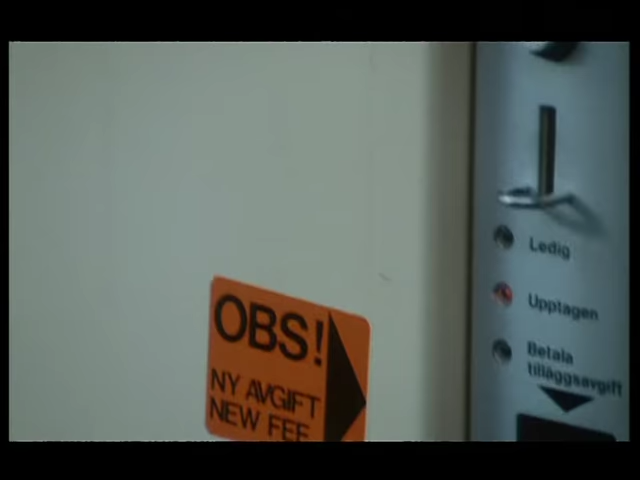 OBS!
NY AVGIFT
NEW FEE
Ledig
Upptagen
Betala
tilläggsavgift